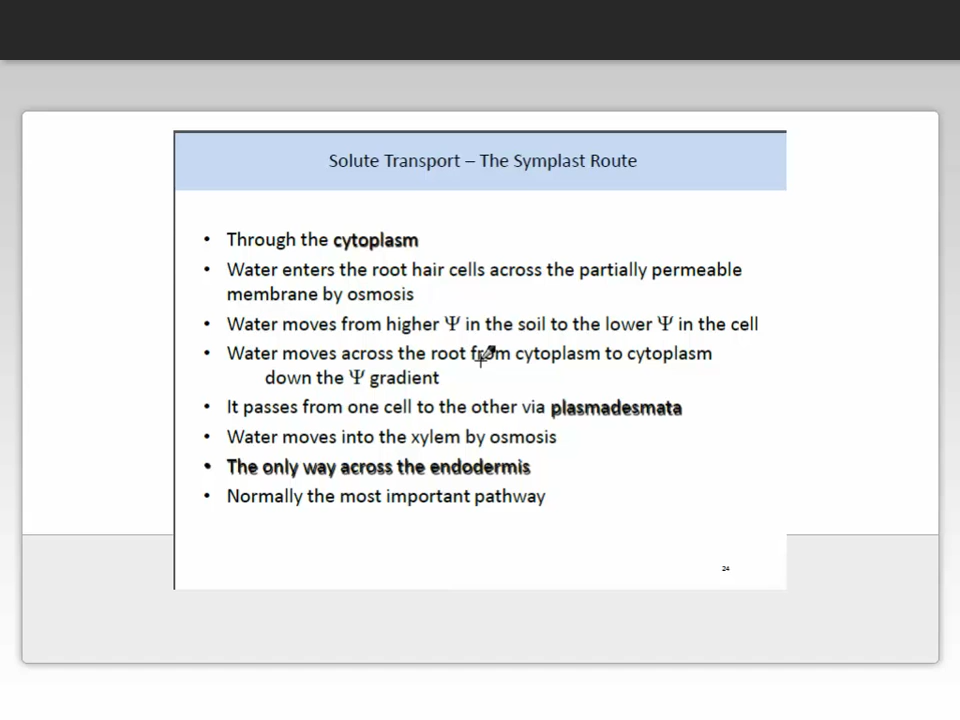 Solute Transport – The Symplast Route
• Through the cytoplasm
• Water enters the root hair cells across the partially permeable
membrane by osmosis
• Water moves from higher Ψ in the soil to the lower Ψ in the cell
• Water moves across the root from cytoplasm to cytoplasm
down the Ψ gradient
• It passes from one cell to the other via plasmadesmata
• Water moves into the xylem by osmosis
• The only way across the endodermis
• Normally the most important pathway
24